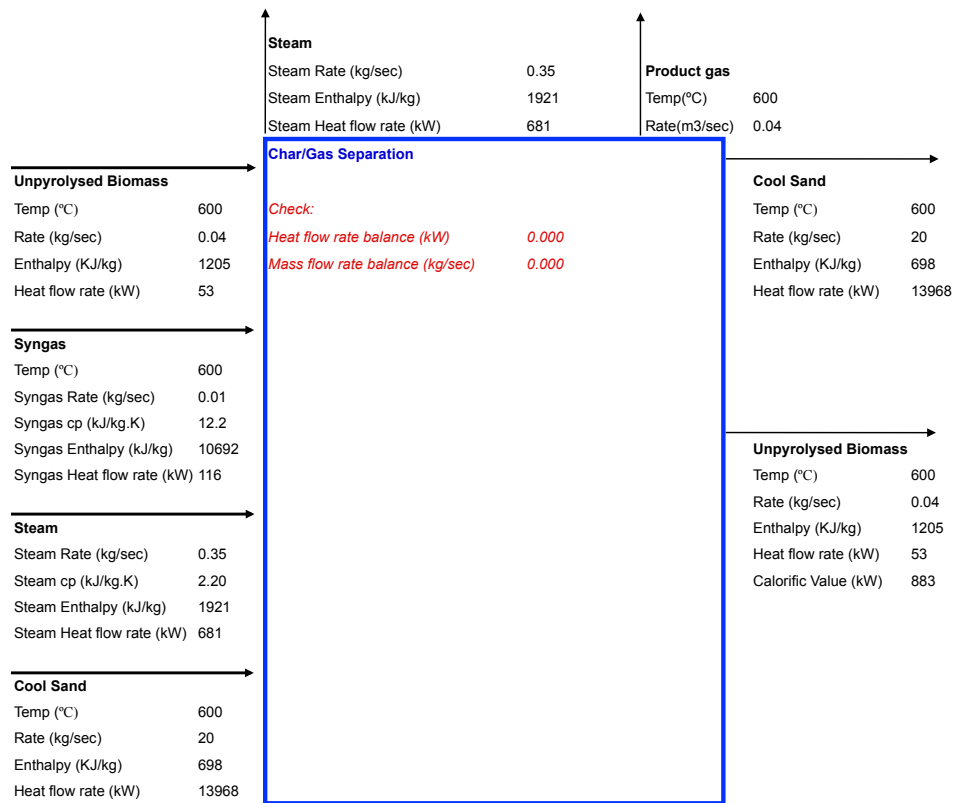 Steam
Steam Rate (kg/sec) 0.35
Steam Enthalpy (kJ/kg) 1921
Steam Heat flow rate (kW) 681
Product gas
Temp(ºC) 600
Rate(m3/sec) 0.04
Char/Gas Separation
Check:
Heat flow rate balance (kW) 0.000
Mass flow rate balance (kg/sec) 0.000
Unpyrolysed Biomass
Temp (ºC) 600
Rate (kg/sec) 0.04
Enthalpy (KJ/kg) 1205
Heat flow rate (kW) 53
Syngas
Temp (ºC) 600
Syngas Rate (kg/sec) 0.01
Syngas cp (kJ/kg.K) 12.2
Syngas Enthalpy (kJ/kg) 10692
Syngas Heat flow rate (kW) 116
Steam
Steam Rate (kg/sec) 0.35
Steam cp (kJ/kg.K) 2.20
Steam Enthalpy (kJ/kg) 1921
Steam Heat flow rate (kW) 681
Cool Sand
Temp (ºC) 600
Rate (kg/sec) 20
Enthalpy (KJ/kg) 698
Heat flow rate (kW) 13968
Cool Sand
Temp (ºC) 600
Rate (kg/sec) 20
Enthalpy (KJ/kg) 698
Heat flow rate (kW) 13968
Unpyrolysed Biomass
Temp (ºC) 600
Rate (kg/sec) 0.04
Enthalpy (KJ/kg) 1205
Heat flow rate (kW) 53
Calorific Value (kW) 883